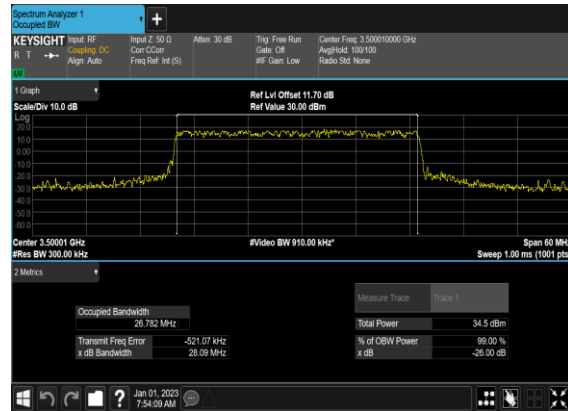 Spectrum Analyzer 1
Occupied BW
+
KEYSIGHT Input: RF Input Z: 50 Ω Atten: 30 dB Trig: Free Run Center Freq: 3.500010000 GHz
R T Coupling: DC Corr CCorr Gate: Off Avg|Hold: 100/100
Align: Auto Freq Ref: Int (S) #IF Gain: Low Radio Std: None
1 Graph
Ref Lvl Offset 11.70 dB
Scale/Div 10.0 dB Ref Value 30.00 dBm
Log
20.0
10.0
0.00
-10.0
-20.0
-30.0
-40.0
-50.0
-60.0
Center 3.50001 GHz #Video BW 910.00 kHz* Span 60 MHz
#Res BW 300.00 kHz Sweep 1.00 ms (1001 pts
2 Metrics
Measure Trace Trace 1
Occupied Bandwidth
26.782 MHz Total Power 34.5 dBm
Transmit Freq Error -521.07 kHz % of OBW Power 99.00 %
x dB Bandwidth 28.09 MHz x dB -26.00 dB
? Jan 01, 2023
7:54:09 AM